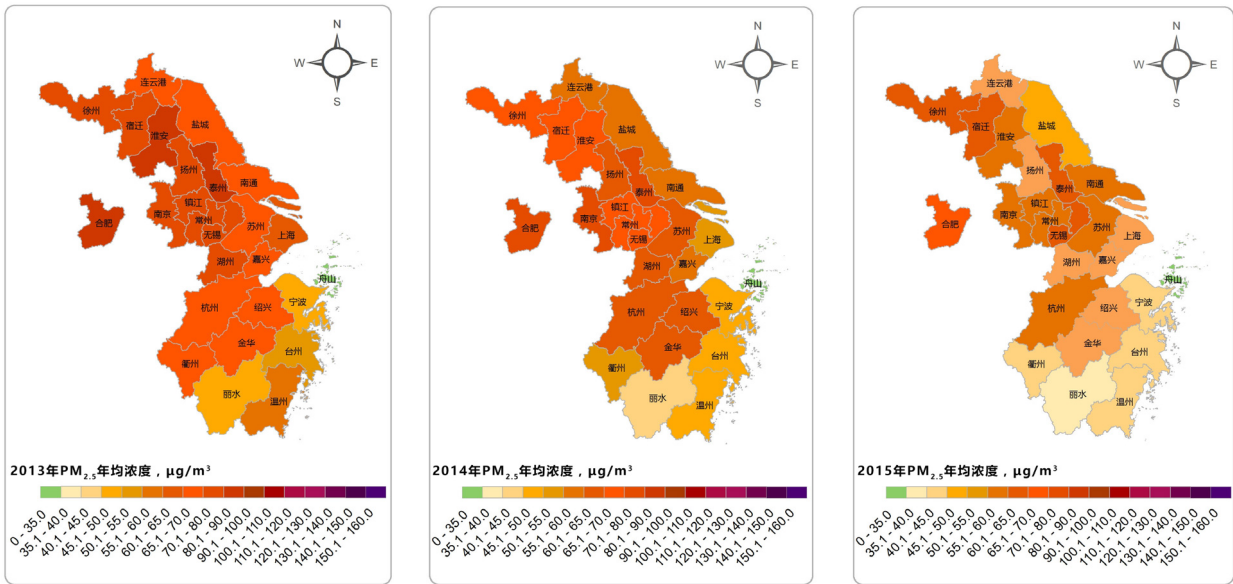 N
W
E
S
连云港
徐州
宿迁
淮安
盐城
扬州
泰州
南通
南京
镇江
常州
无锡
苏州
上海
合肥
湖州
嘉兴
舟山
杭州
绍兴
宁波
金华
衢州
台州
丽水
温州
2013年PM2.5年均浓度，μg/m³
0 - 35.0
35.1 - 40.0
40.1 - 45.0
45.1 - 50.0
50.1 - 55.0
55.1 - 60.0
60.1 - 65.0
65.1 - 70.0
70.1 - 80.0
80.1 - 90.0
90.1 - 100.0
100.1 - 110.0
110.1 - 120.0
120.1 - 130.0
130.1 - 140.0
140.1 - 150.0
150.1 - 160.0
N
W
E
S
连云港
徐州
宿迁
淮安
盐城
扬州
泰州
南通
南京
镇江
常州
无锡
苏州
上海
合肥
湖州
嘉兴
舟山
杭州
绍兴
宁波
金华
衢州
台州
丽水
温州
2014年PM2.5年均浓度，μg/m³
0 - 35.0
35.1 - 40.0
40.1 - 45.0
45.1 - 50.0
50.1 - 55.0
55.1 - 60.0
60.1 - 65.0
65.1 - 70.0
70.1 - 80.0
80.1 - 90.0
90.1 - 100.0
100.1 - 110.0
110.1 - 120.0
120.1 - 130.0
130.1 - 140.0
140.1 - 150.0
150.1 - 160.0
N
W
E
S
连云港
徐州
宿迁
淮安
盐城
扬州
泰州
南通
南京
镇江
常州
无锡
苏州
上海
合肥
湖州
嘉兴
舟山
杭州
绍兴
宁波
金华
衢州
台州
丽水
温州
2015年PM2.5年均浓度，μg/m³
0 - 35.0
35.1 - 40.0
40.1 - 45.0
45.1 - 50.0
50.1 - 55.0
55.1 - 60.0
60.1 - 65.0
65.1 - 70.0
70.1 - 80.0
80.1 - 90.0
90.1 - 100.0
100.1 - 110.0
110.1 - 120.0
120.1 - 130.0
130.1 - 140.0
140.1 - 150.0
150.1 - 160.0